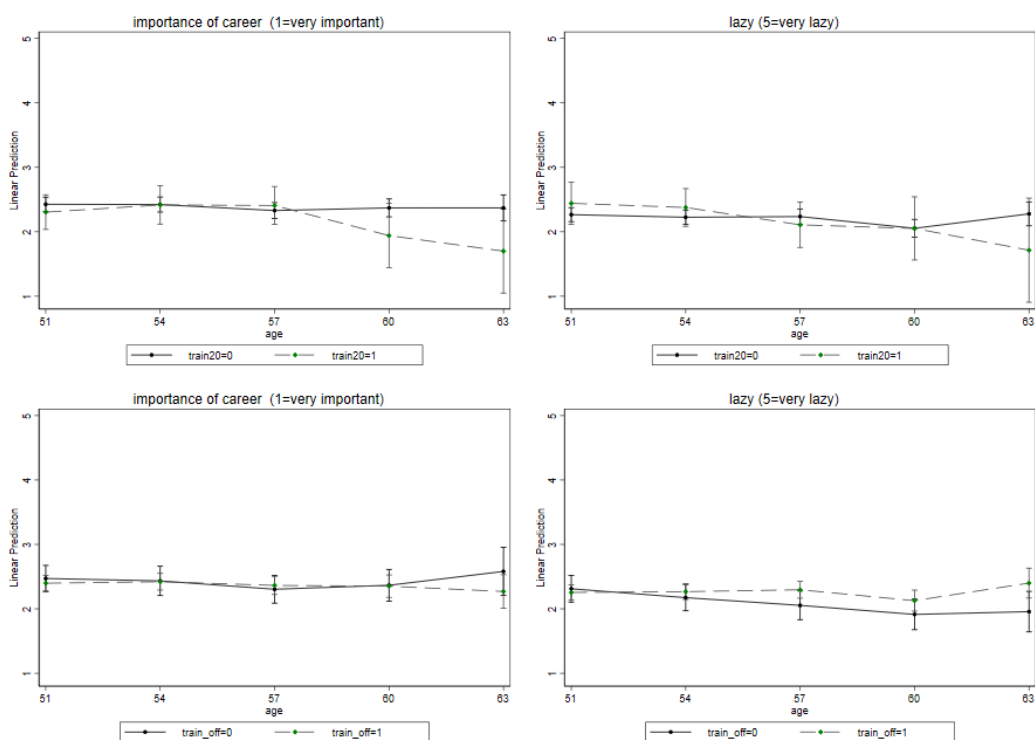 importance of career (1=very important)
5
4
3
2
1
Linear Prediction
51 54 57 60 63
age
train20=0 train20=1
lazy (5=very lazy)
5
4
3
2
1
Linear Prediction
51 54 57 60 63
age
train20=0 train20=1
importance of career (1=very important)
5
4
3
2
1
Linear Prediction
51 54 57 60 63
age
train_off=0 train_off=1
lazy (5=very lazy)
5
4
3
2
1
Linear Prediction
51 54 57 60 63
age
train_off=0 train_off=1